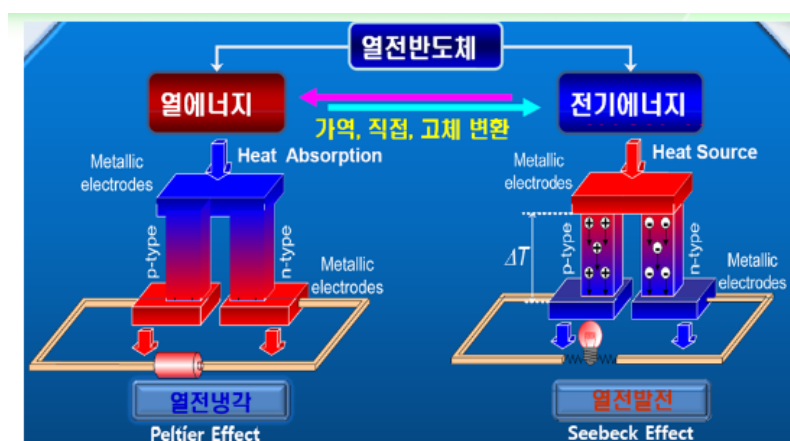 열전반도체
열에너지
전기에너지
가역, 직접, 고체 변환
Metallic
electrodes
Heat Absorption
p-type
n-type
Metallic
electrodes
열전냉각
Peltier Effect
Metallic
electrodes
Heat Source
ΔT
p-type
n-type
Metallic
electrodes
열전발전
Seebeck Effect